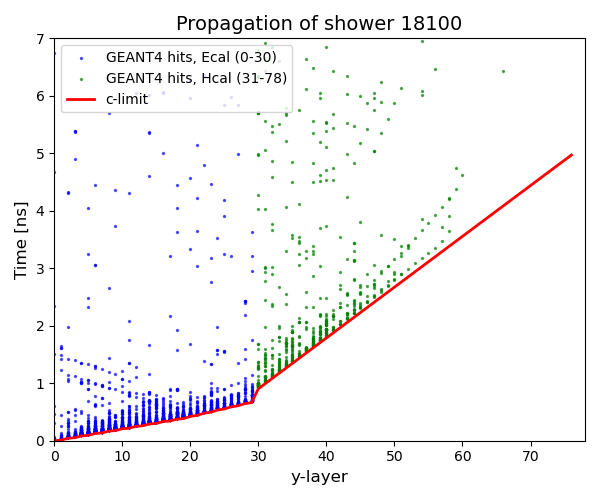 Propagation of shower 18100
GEANT4 hits, Ecal (0-30)
GEANT4 hits, Hcal (31-78)
c-limit
Time [ns]
7
6
5
4
3
2
1
0
0 10 20 30 40 50 60 70
y-layer